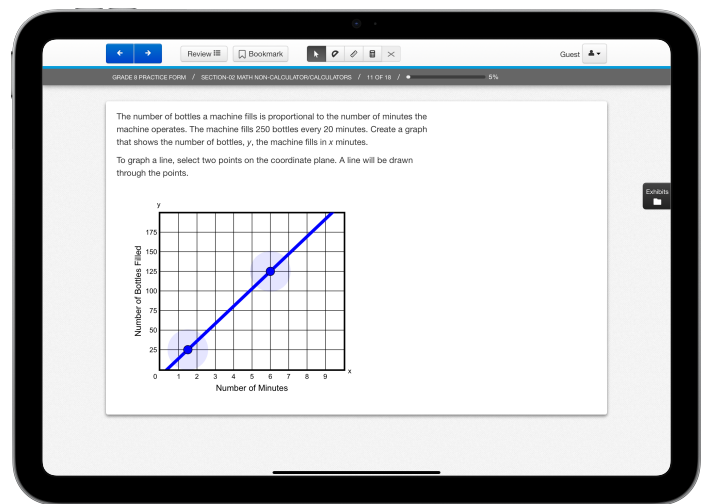 Review
Bookmark
Guest
GRADE 8 PRACTICE FORM / SECTION-02 MATH NON-CALCULATOR/CALCULATORS / 11 OF 18 / 5%
The number of bottles a machine fills is proportional to the number of minutes the
machine operates. The machine fills 250 bottles every 20 minutes. Create a graph
that shows the number of bottles, y, the machine fills in x minutes.
To graph a line, select two points on the coordinate plane. A line will be drawn
through the points.
Exhibits
y
Number of Bottles Filled
175
150
125
100
75
50
25
0 1 2 3 4 5 6 7 8 9
x
Number of Minutes